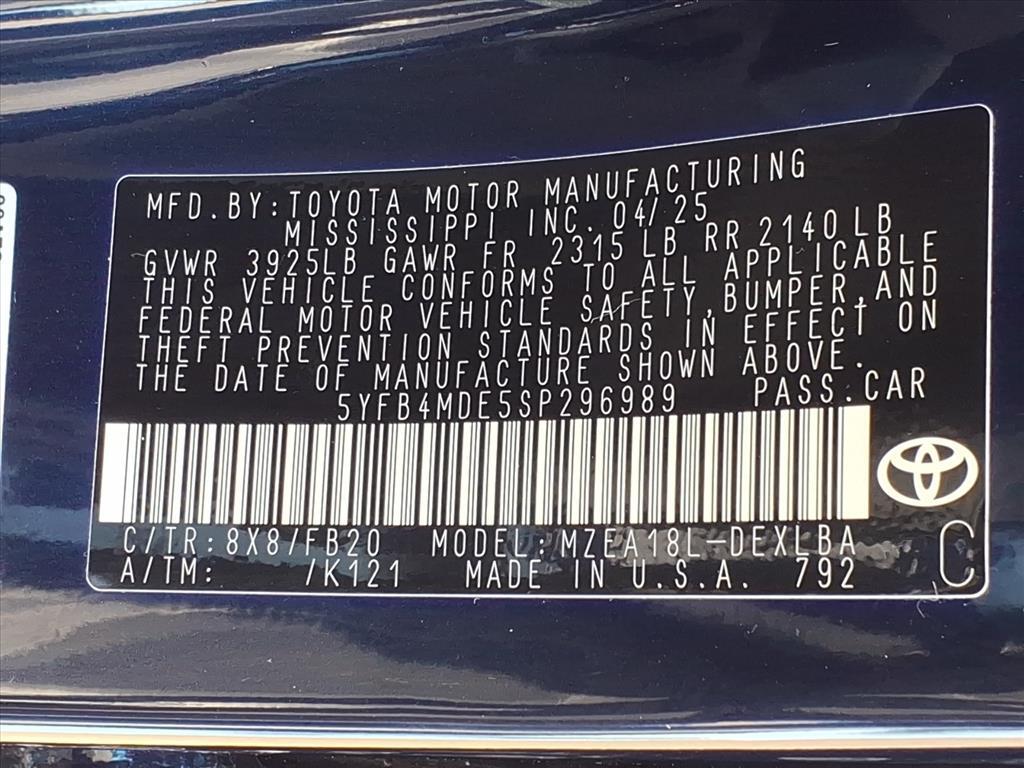 MFD.BY:TOYOTA MOTOR MANUFACTURING
MISSISSIPPI INC. 04/25
GVWR 3925LB GAWR FR 2315 LB RR 2140 LB
THIS VEHICLE CONFORMS TO ALL APPLICABLE
FEDERAL MOTOR VEHICLE SAFETY,BUMPER,AND
THEFT PREVENTION STANDARDS IN EFFECT ON
THE DATE OF MANUFACTURE SHOWN ABOVE.
5YFB4MDE5SP296989 PASS.CAR
C/TR:8X8/FB20 MODEL:MZEA18L-DEXLBA
A/TM: /K121 MADE IN U.S.A. 792
C